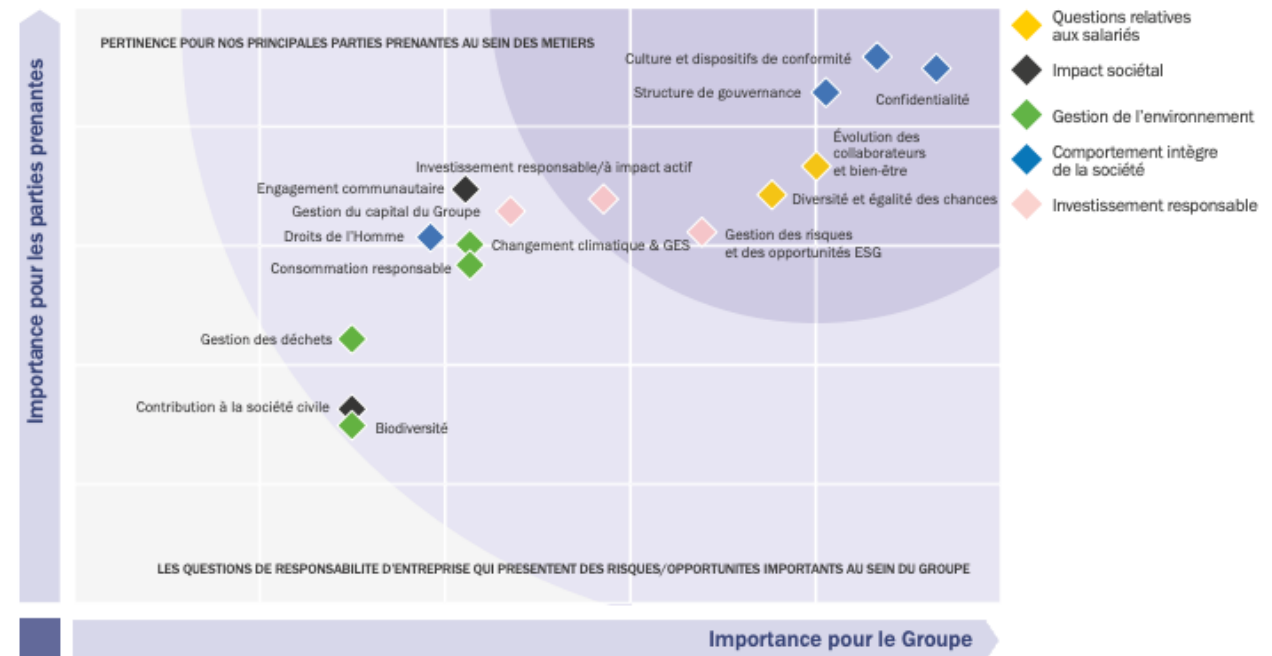 Importance pour les parties prenantes
PERTINENCE POUR NOS PRINCIPALES PARTIES PRENANTES AU SEIN DES METIERS
Culture et dispositifs de conformité
Structure de gouvernance
Confidentialité
Évolution des
collaborateurs
et bien-être
Investissement responsable/à impact actif
Engagement communautaire
Diversité et égalité des chances
Gestion du capital du Groupe
Droits de l'Homme
Gestion des risques
et des opportunités ESG
Changement climatique & GES
Consommation responsable
Gestion des déchets
Contribution à la société civile
Biodiversité
LES QUESTIONS DE RESPONSABILITE D'ENTREPRISE QUI PRESENTENT DES RISQUES/OPPORTUNITES IMPORTANTS AU SEIN DU GROUPE
Importance pour le Groupe
Questions relatives
aux salariés
Impact sociétal
Gestion de l'environnement
Comportement intègre
de la société
Investissement responsable